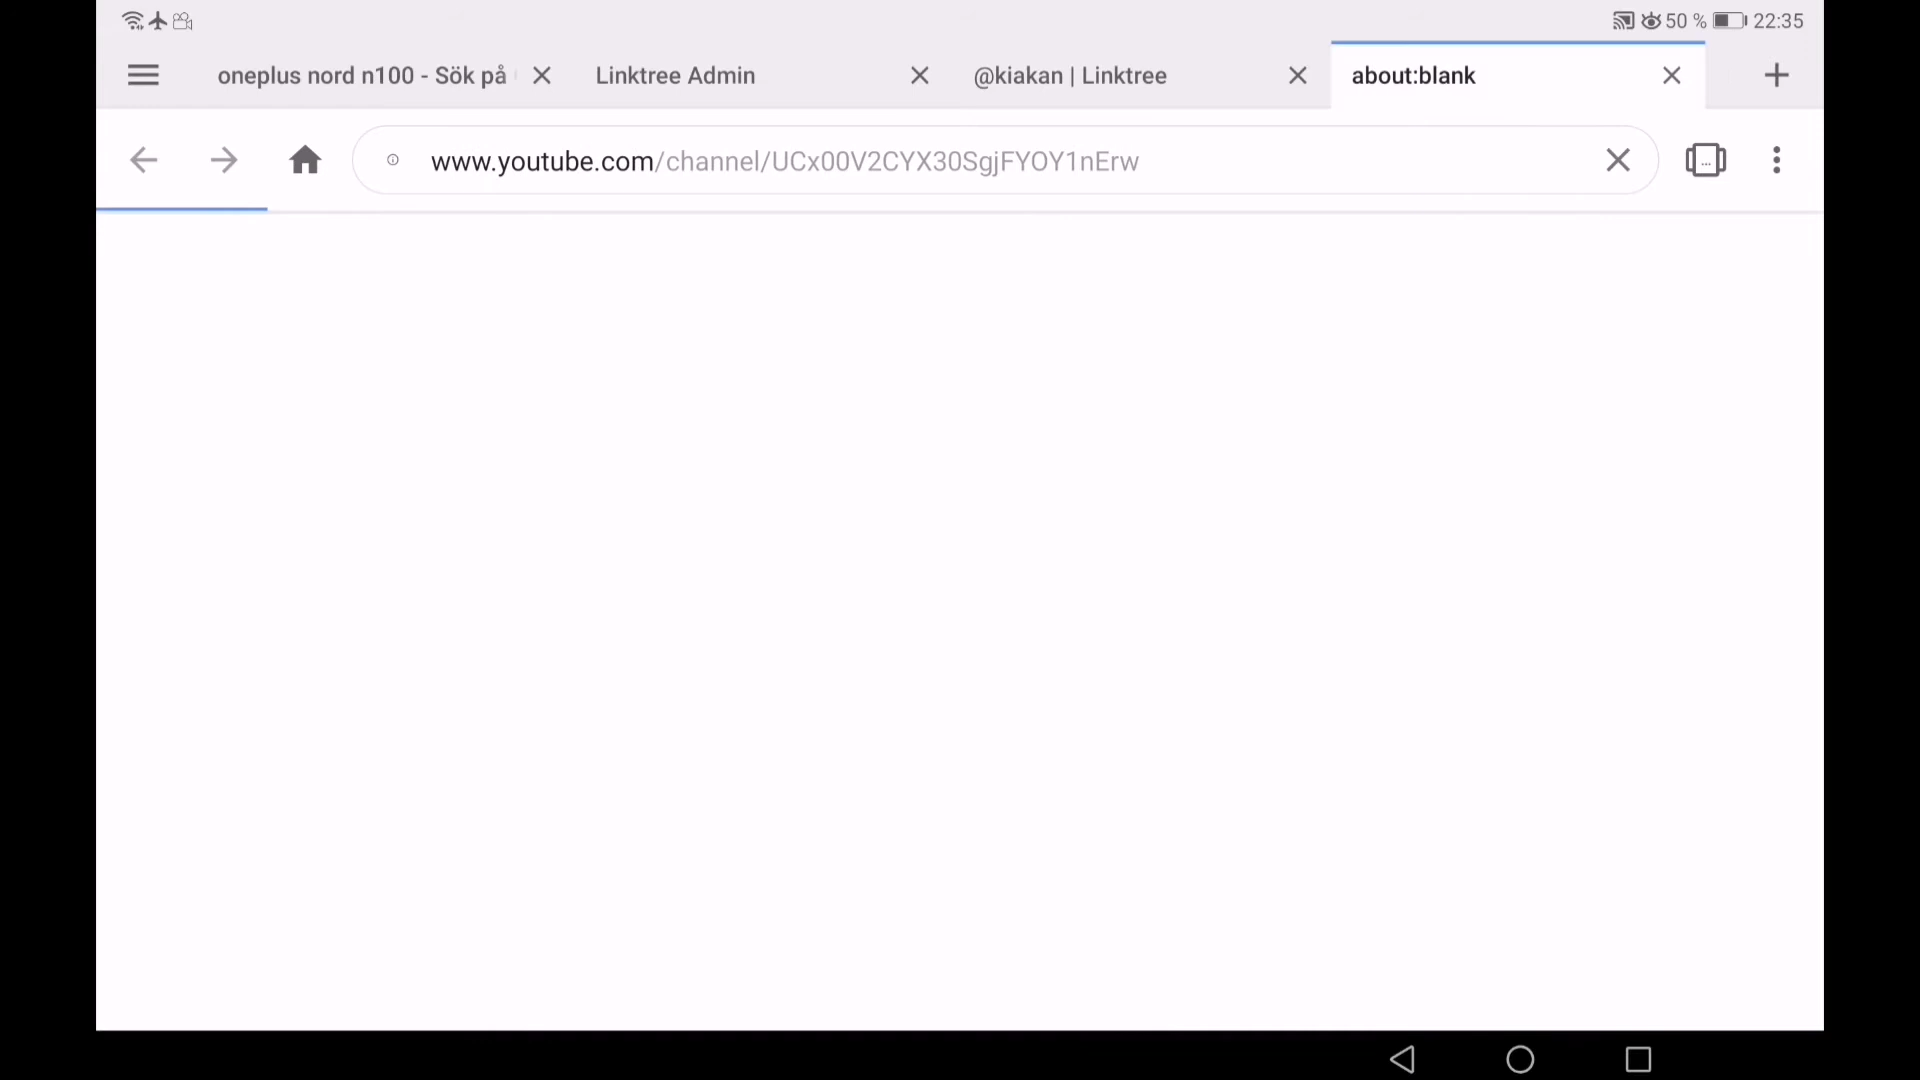 50 % 22:35
oneplus nord n100 - Sök på
Linktree Admin
@kiakan | Linktree
about:blank
www.youtube.com/channel/UCx00V2CYX30SgjFYOY1nErw